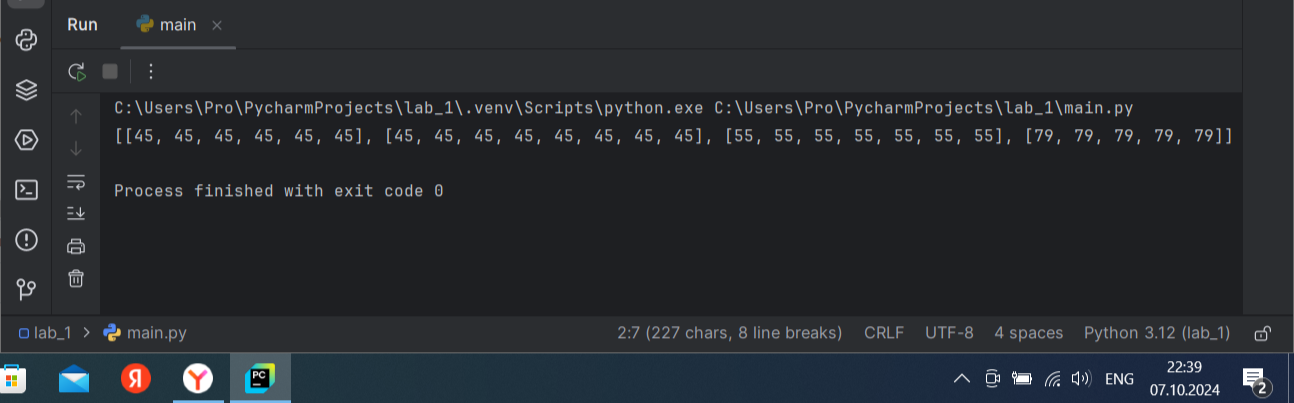 Run main
C:\Users\Pro\PycharmProjects\lab_1\.venv\Scripts\python.exe C:\Users\Pro\PycharmProjects\lab_1\main.py
[[45, 45, 45, 45, 45, 45], [45, 45, 45, 45, 45, 45, 45, 45], [55, 55, 55, 55, 55, 55, 55], [79, 79, 79, 79, 79]]
Process finished with exit code 0
lab_1 > main.py 2:7 (227 chars, 8 line breaks) CRLF UTF-8 4 spaces Python 3.12 (lab_1)
Я Y PC ENG 22:39
07.10.2024 2